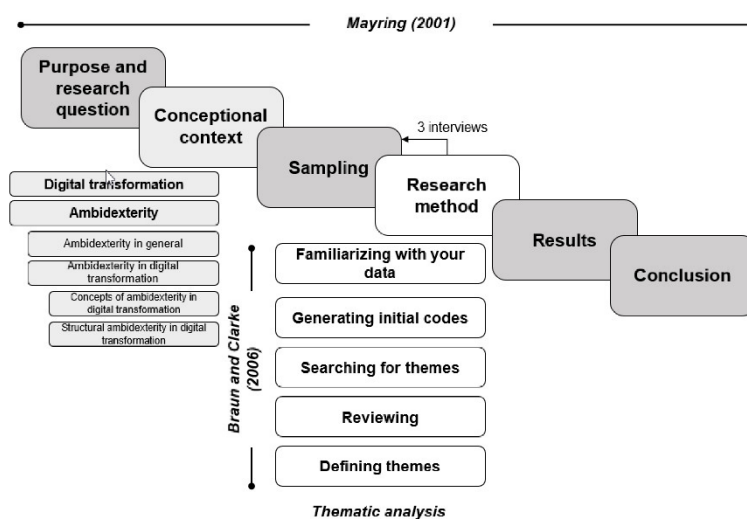 Mayring (2001)
Purpose and
research
question
Conceptional
context
Sampling
3 interviews
Research
method
Results
Conclusion
Digital transformation
Ambidexterity
Ambidexterity in general
Ambidexterity in digital
transformation
Concepts of ambidexterity in
digital transformation
Structural ambidexterity in digital
transformation
Braun and Clarke
(2006)
Familiarizing with your
data
Generating initial codes
Searching for themes
Reviewing
Defining themes
Thematic analysis